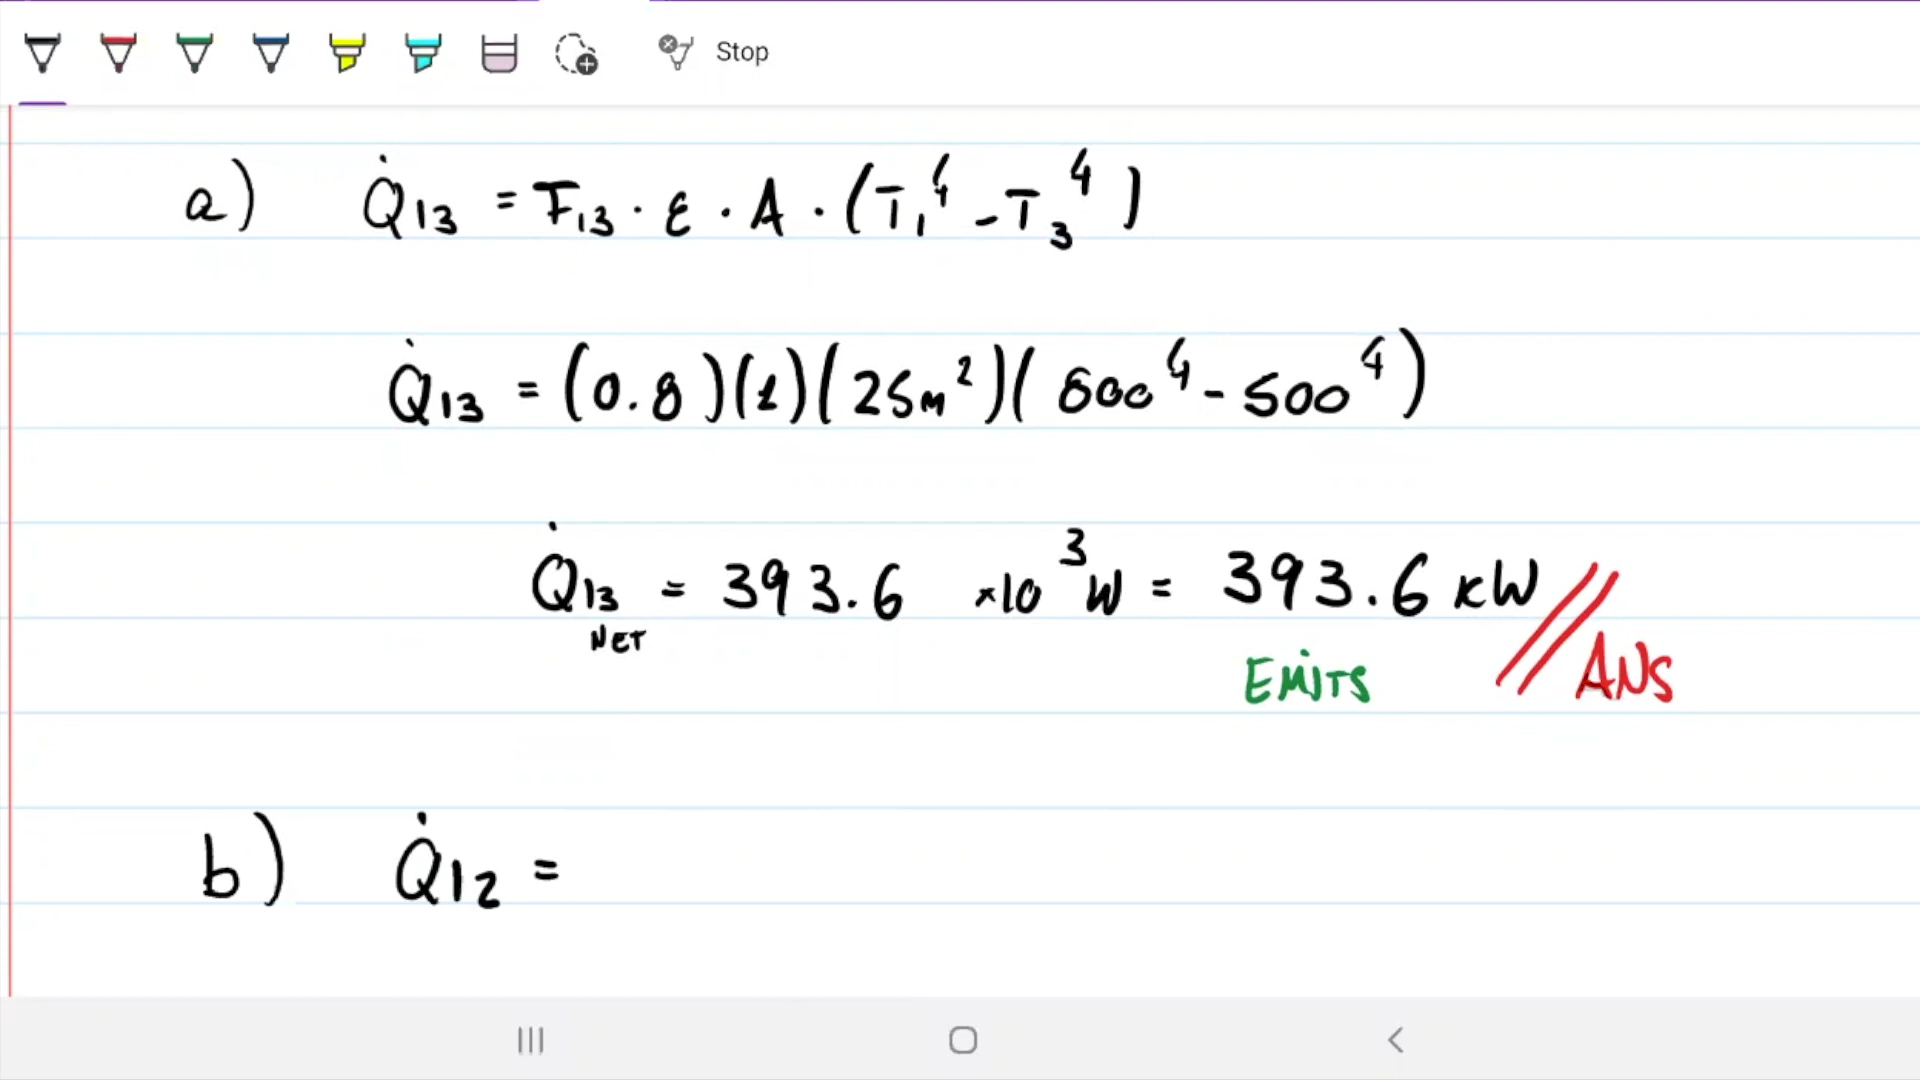 Stop
a) Q̇13 = F13 · ε · A · (T1⁴ - T3⁴)
Q̇13 = (0.8)(1)(25m²)(800⁴ - 500⁴)
Q̇13 NET = 393.6 ×10³W = 393.6 kW // ANS
EMITS
b) Q̇12 =